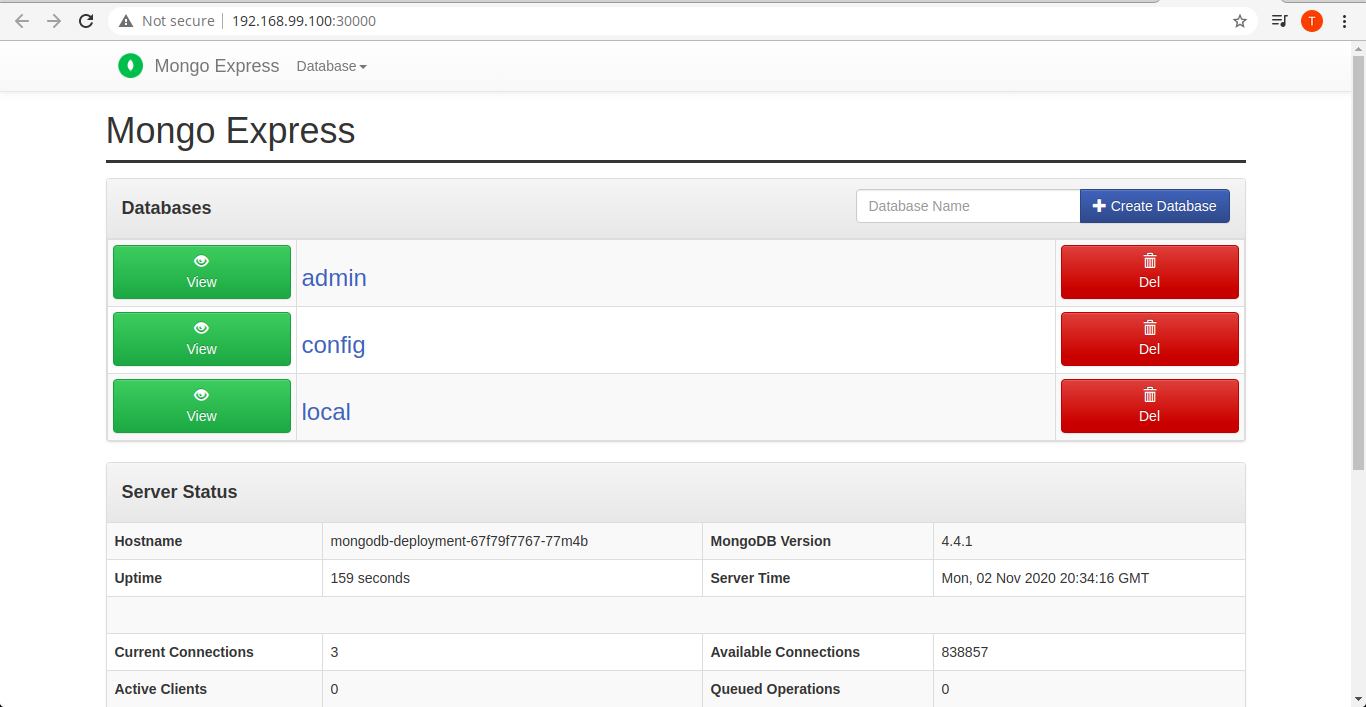 Not secure 192.168.99.100:30000
T
Mongo Express Database
Mongo Express
Databases
Database Name
Create Database
View
admin
Del
View
config
Del
View
local
Del
Server Status
Hostname mongodb-deployment-67f79f7767-77m4b MongoDB Version 4.4.1
Uptime 159 seconds Server Time Mon, 02 Nov 2020 20:34:16 GMT
Current Connections 3 Available Connections 838857
Active Clients 0 Queued Operations 0